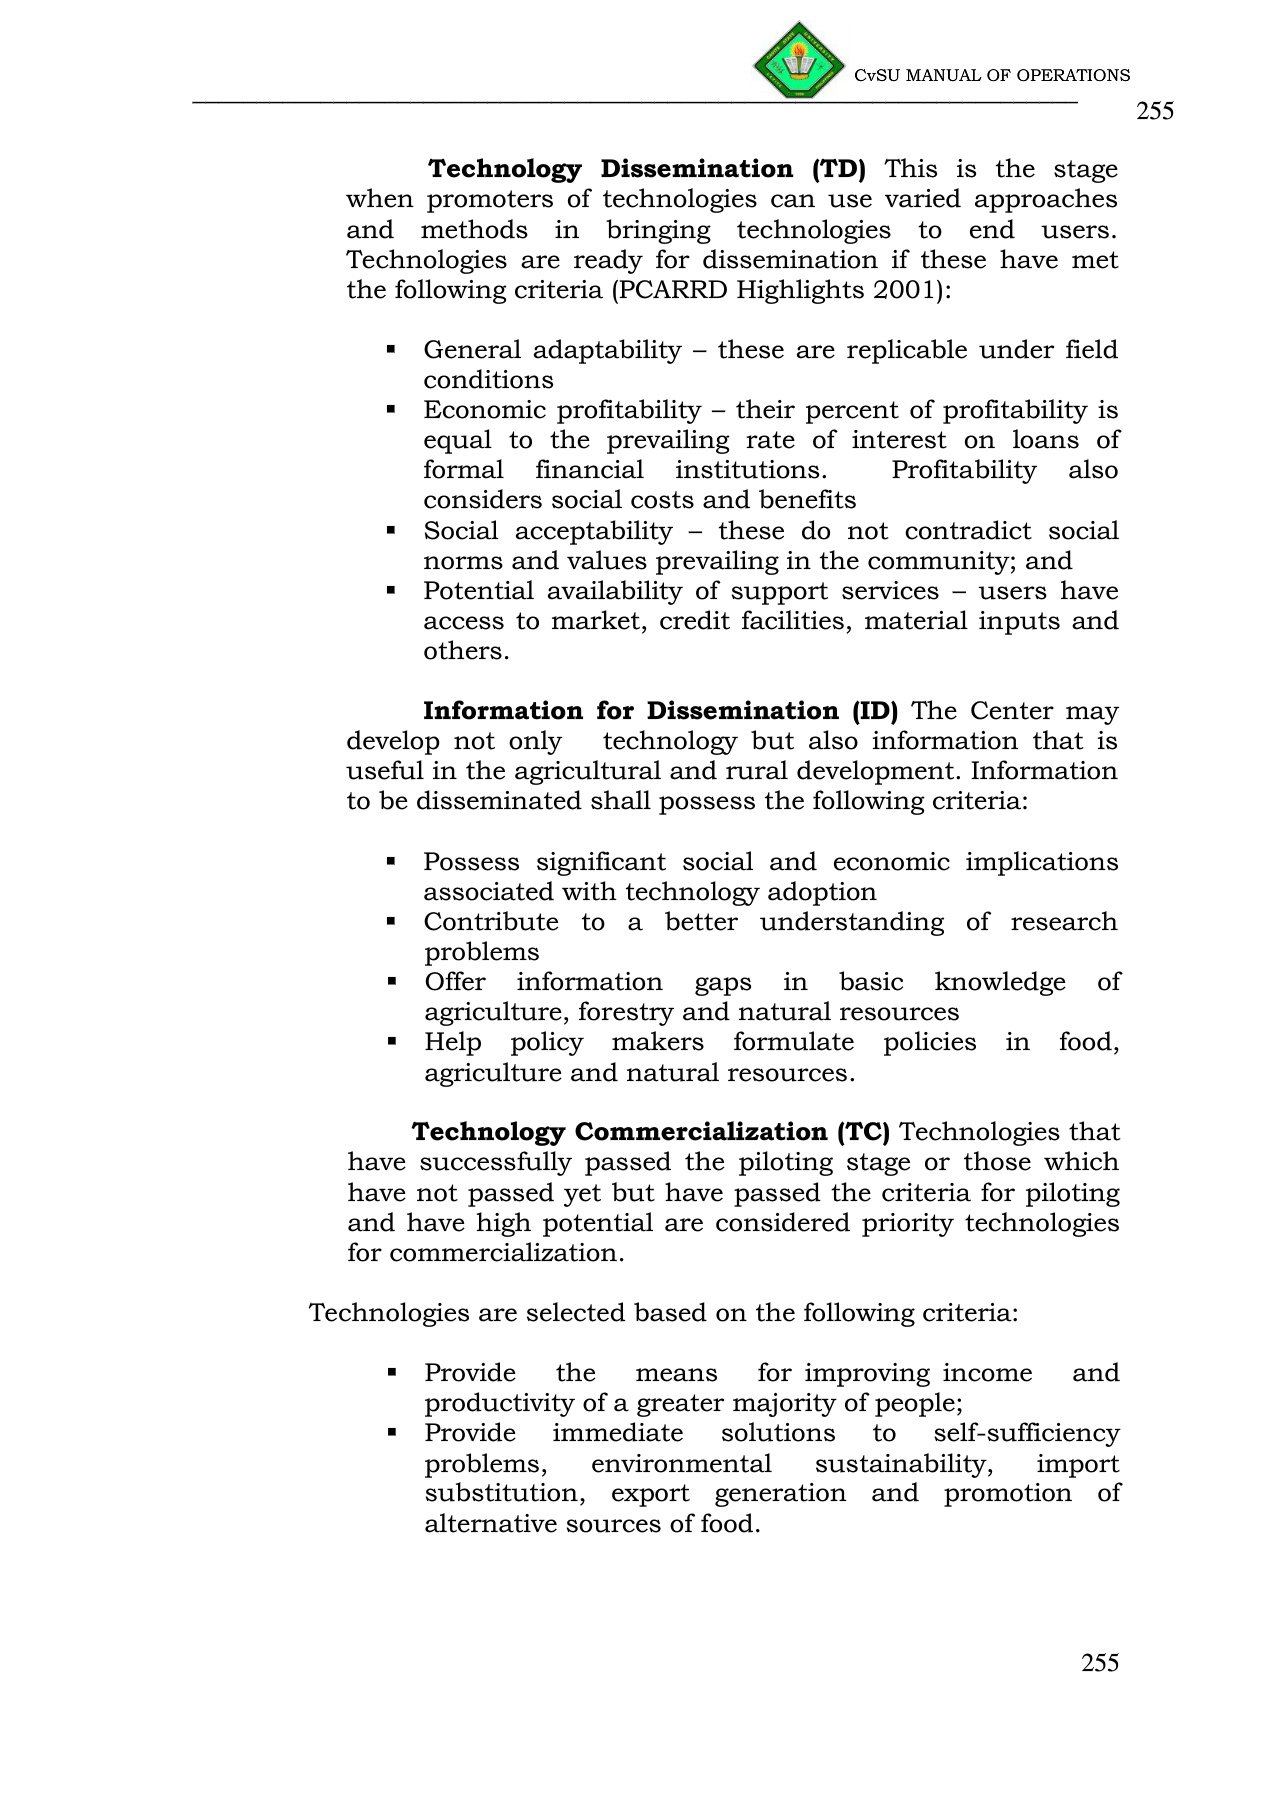 CvSU MANUAL OF OPERATIONS
255
Technology Dissemination (TD) This is the stage
when promoters of technologies can use varied approaches
and methods in bringing technologies to end users.
Technologies are ready for dissemination if these have met
the following criteria (PCARRD Highlights 2001):
▪ General adaptability – these are replicable under field
conditions
▪ Economic profitability – their percent of profitability is
equal to the prevailing rate of interest on loans of
formal financial institutions. Profitability also
considers social costs and benefits
▪ Social acceptability – these do not contradict social
norms and values prevailing in the community; and
▪ Potential availability of support services – users have
access to market, credit facilities, material inputs and
others.
Information for Dissemination (ID) The Center may
develop not only technology but also information that is
useful in the agricultural and rural development. Information
to be disseminated shall possess the following criteria:
▪ Possess significant social and economic implications
associated with technology adoption
▪ Contribute to a better understanding of research
problems
▪ Offer information gaps in basic knowledge of
agriculture, forestry and natural resources
▪ Help policy makers formulate policies in food,
agriculture and natural resources.
Technology Commercialization (TC) Technologies that
have successfully passed the piloting stage or those which
have not passed yet but have passed the criteria for piloting
and have high potential are considered priority technologies
for commercialization.
Technologies are selected based on the following criteria:
▪ Provide the means for improving income and
productivity of a greater majority of people;
▪ Provide immediate solutions to self-sufficiency
problems, environmental sustainability, import
substitution, export generation and promotion of
alternative sources of food.
255